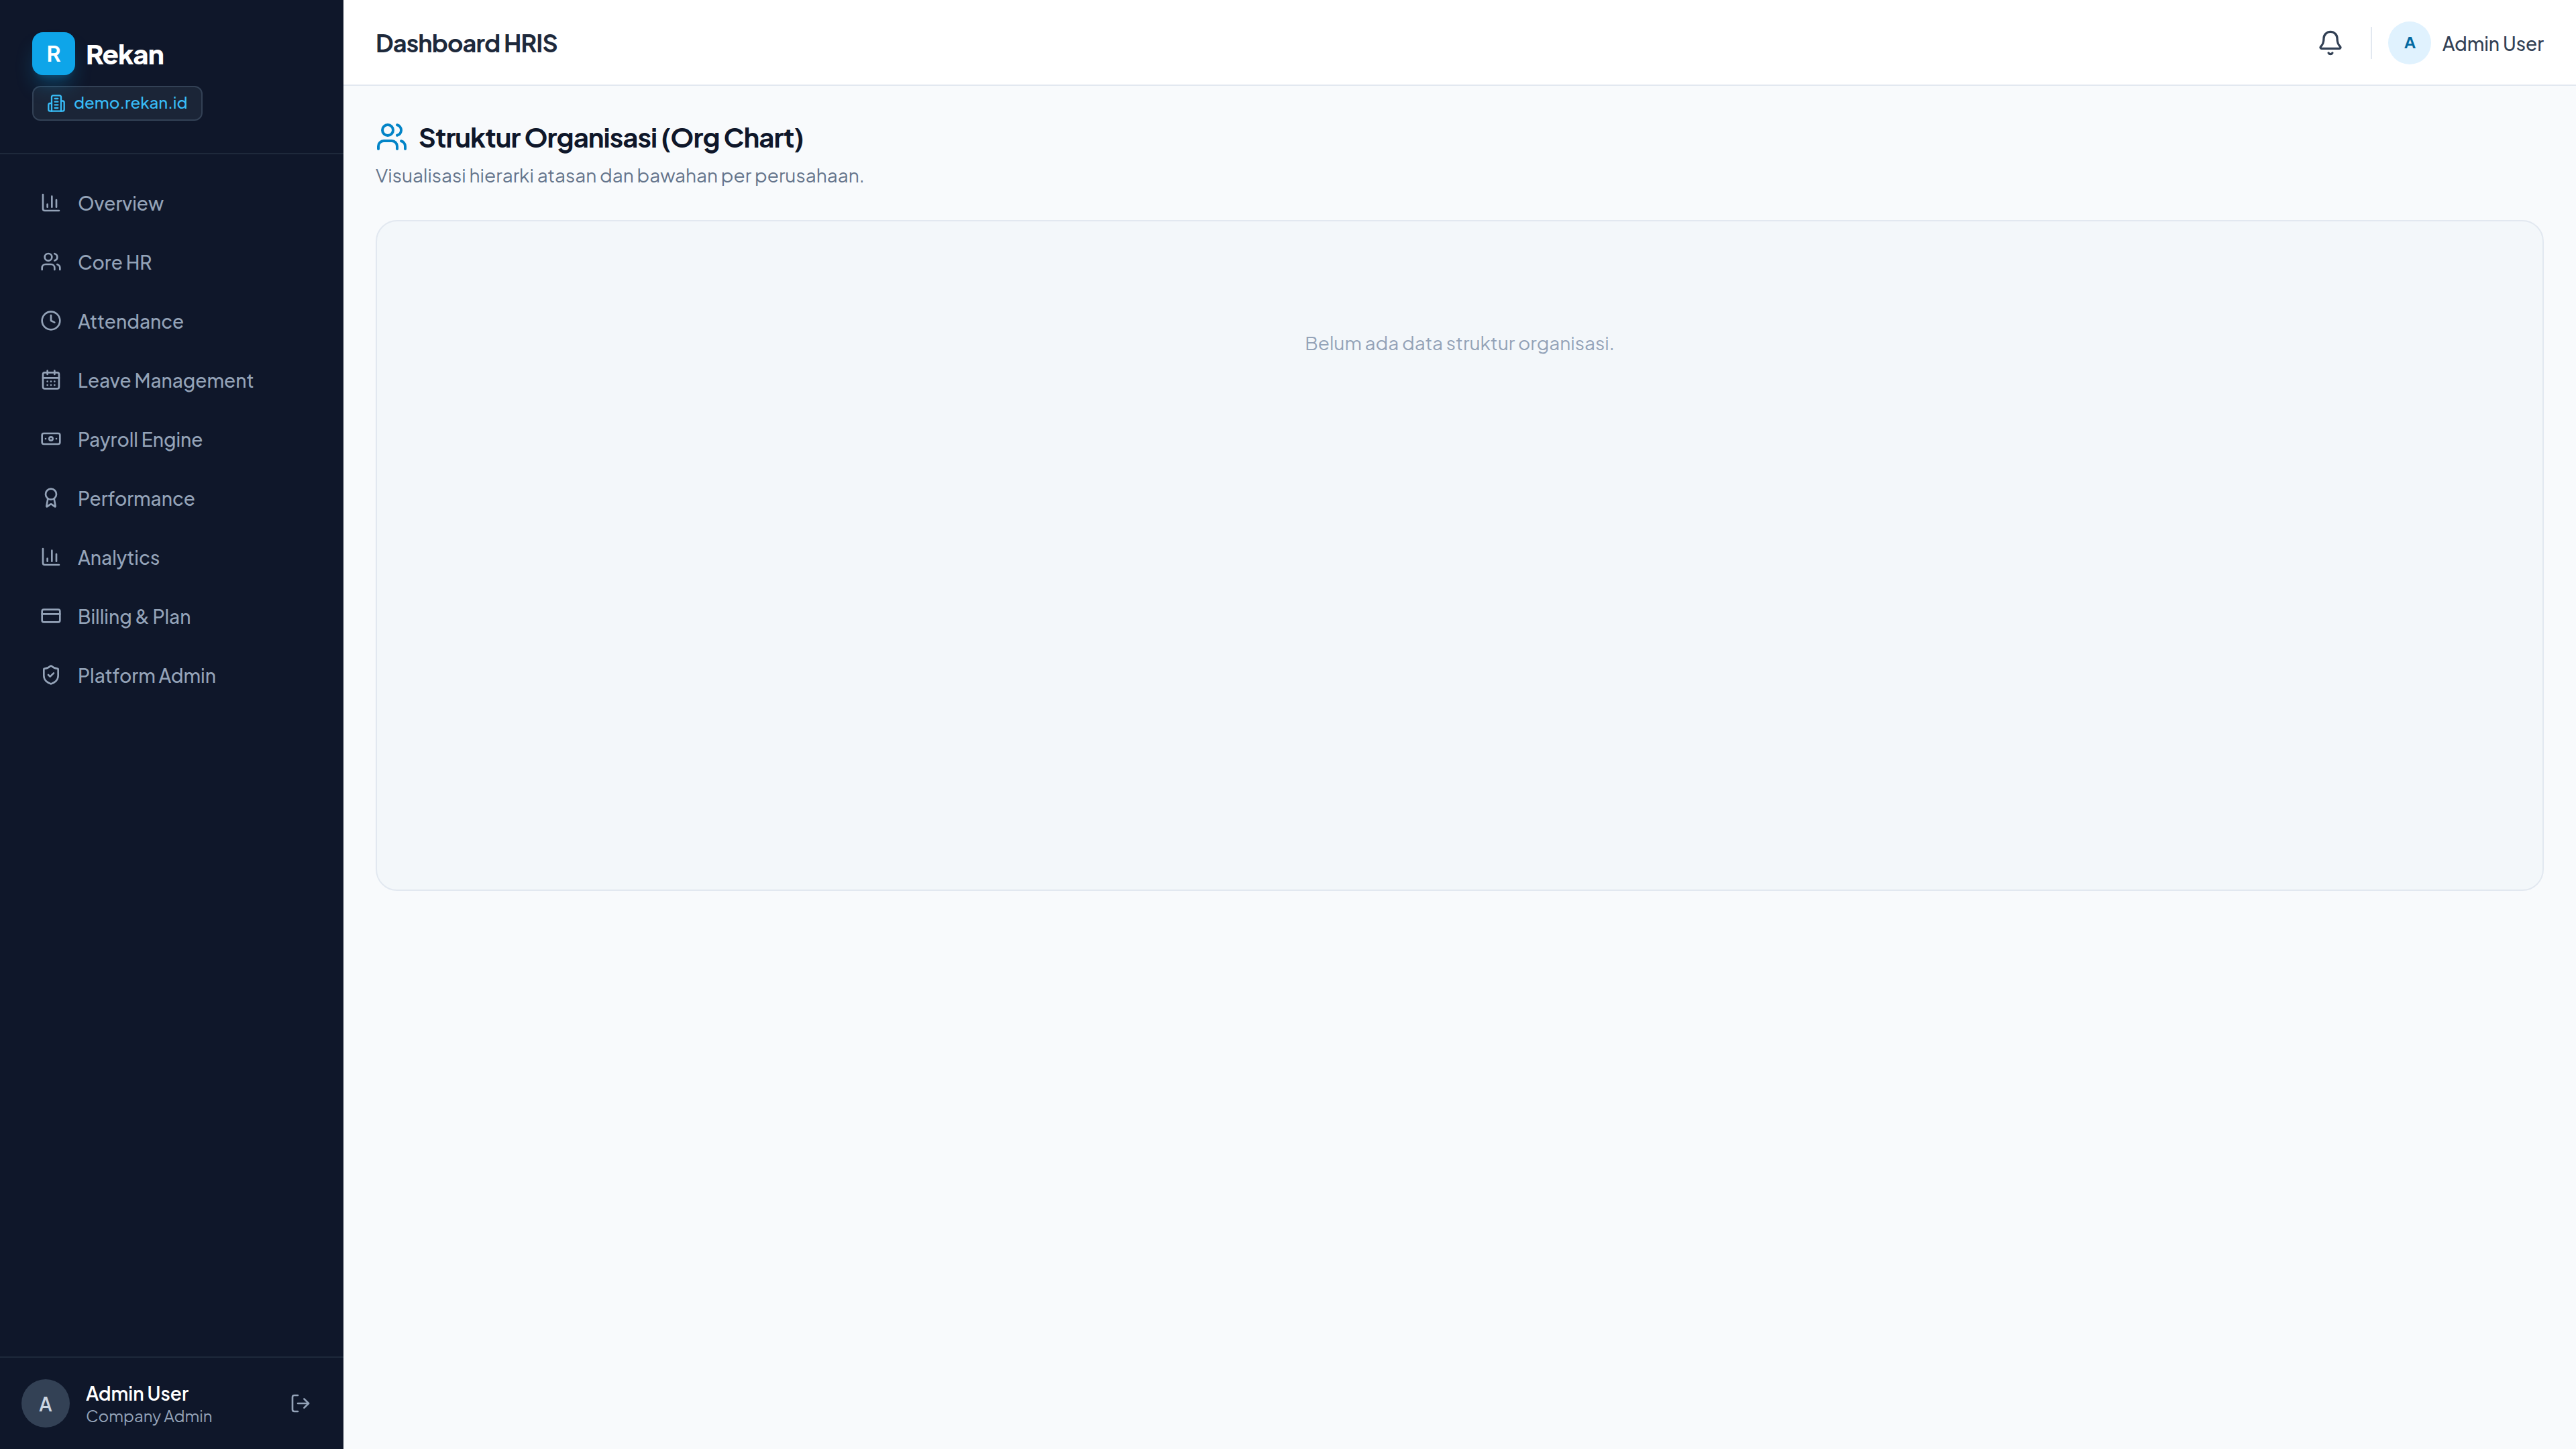 R Rekan
demo.rekan.id
Overview
Core HR
Attendance
Leave Management
Payroll Engine
Performance
Analytics
Billing & Plan
Platform Admin
A
Admin User
Company Admin
Dashboard HRIS
A Admin User
Struktur Organisasi (Org Chart)
Visualisasi hierarki atasan dan bawahan per perusahaan.
Belum ada data struktur organisasi.